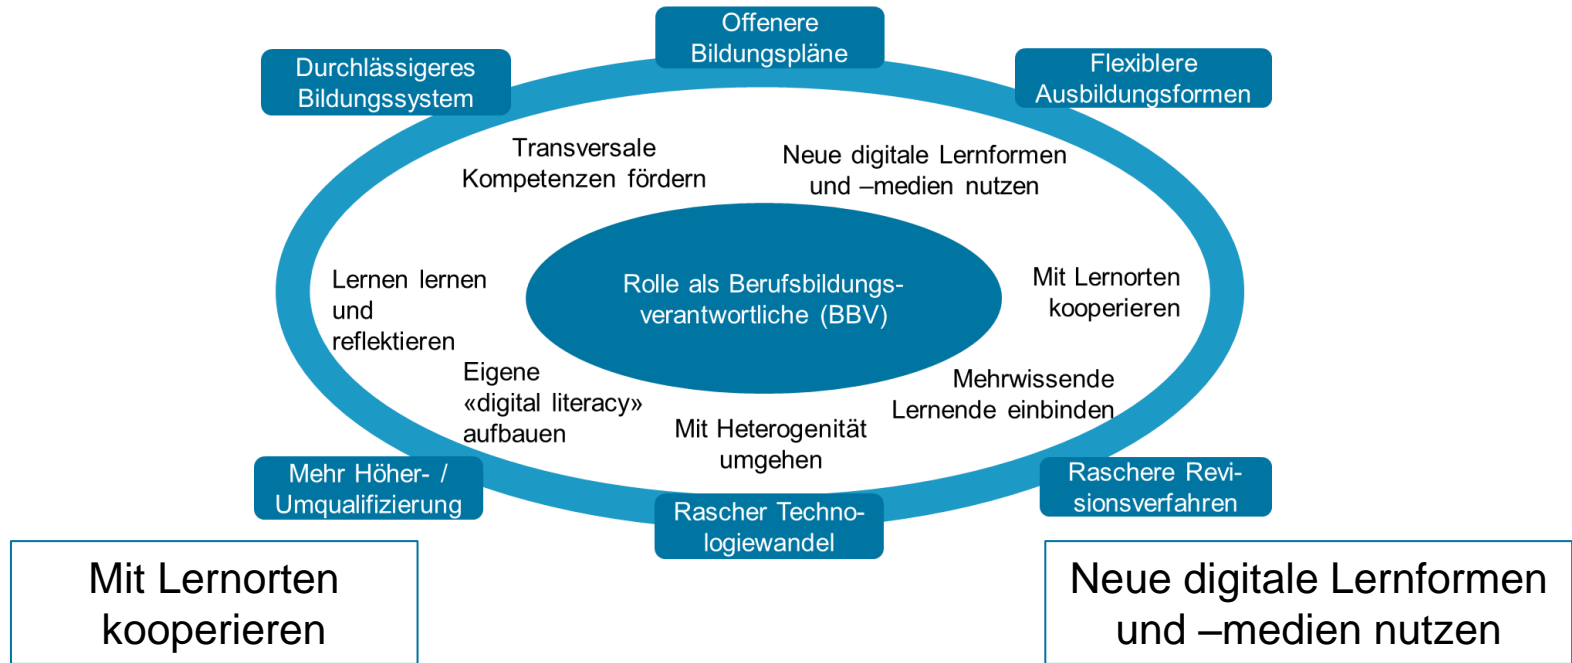 Offenere
Bildungspläne
Durchlässigeres
Bildungssystem
Flexiblere
Ausbildungsformen
Transversale
Kompetenzen fördern
Neue digitale Lernformen
und –medien nutzen
Lernen lernen
und
reflektieren
Rolle als Berufsbildungs-
verantwortliche (BBV)
Mit Lernorten
kooperieren
Eigene
«digital literacy»
aufbauen
Mit Heterogenität
umgehen
Mehrwissende
Lernende einbinden
Mehr Höher- /
Umqualifizierung
Rascher Techno-
logiewandel
Raschere Revi-
sionsverfahren
Mit Lernorten
kooperieren
Neue digitale Lernformen
und –medien nutzen